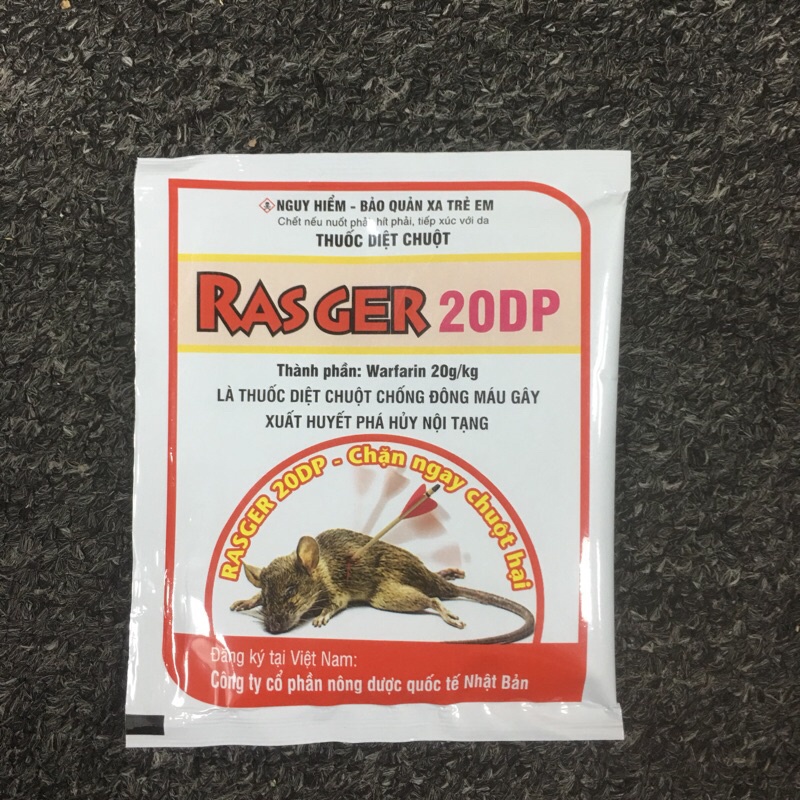 NGUY HIỂM - BẢO QUẢN XA TRẺ EM
Chết nếu nuốt phải, hít phải, tiếp xúc với da
THUỐC DIỆT CHUỘT
RASGER 20DP
Thành phần: Warfarin 20g/kg
LÀ THUỐC DIỆT CHUỘT CHỐNG ĐÔNG MÁU GÂY
XUẤT HUYẾT PHÁ HỦY NỘI TẠNG
RASGER 20DP - Chặn ngay chuột hại
Đăng ký tại Việt Nam:
Công ty cổ phần nông dược quốc tế Nhật Bản